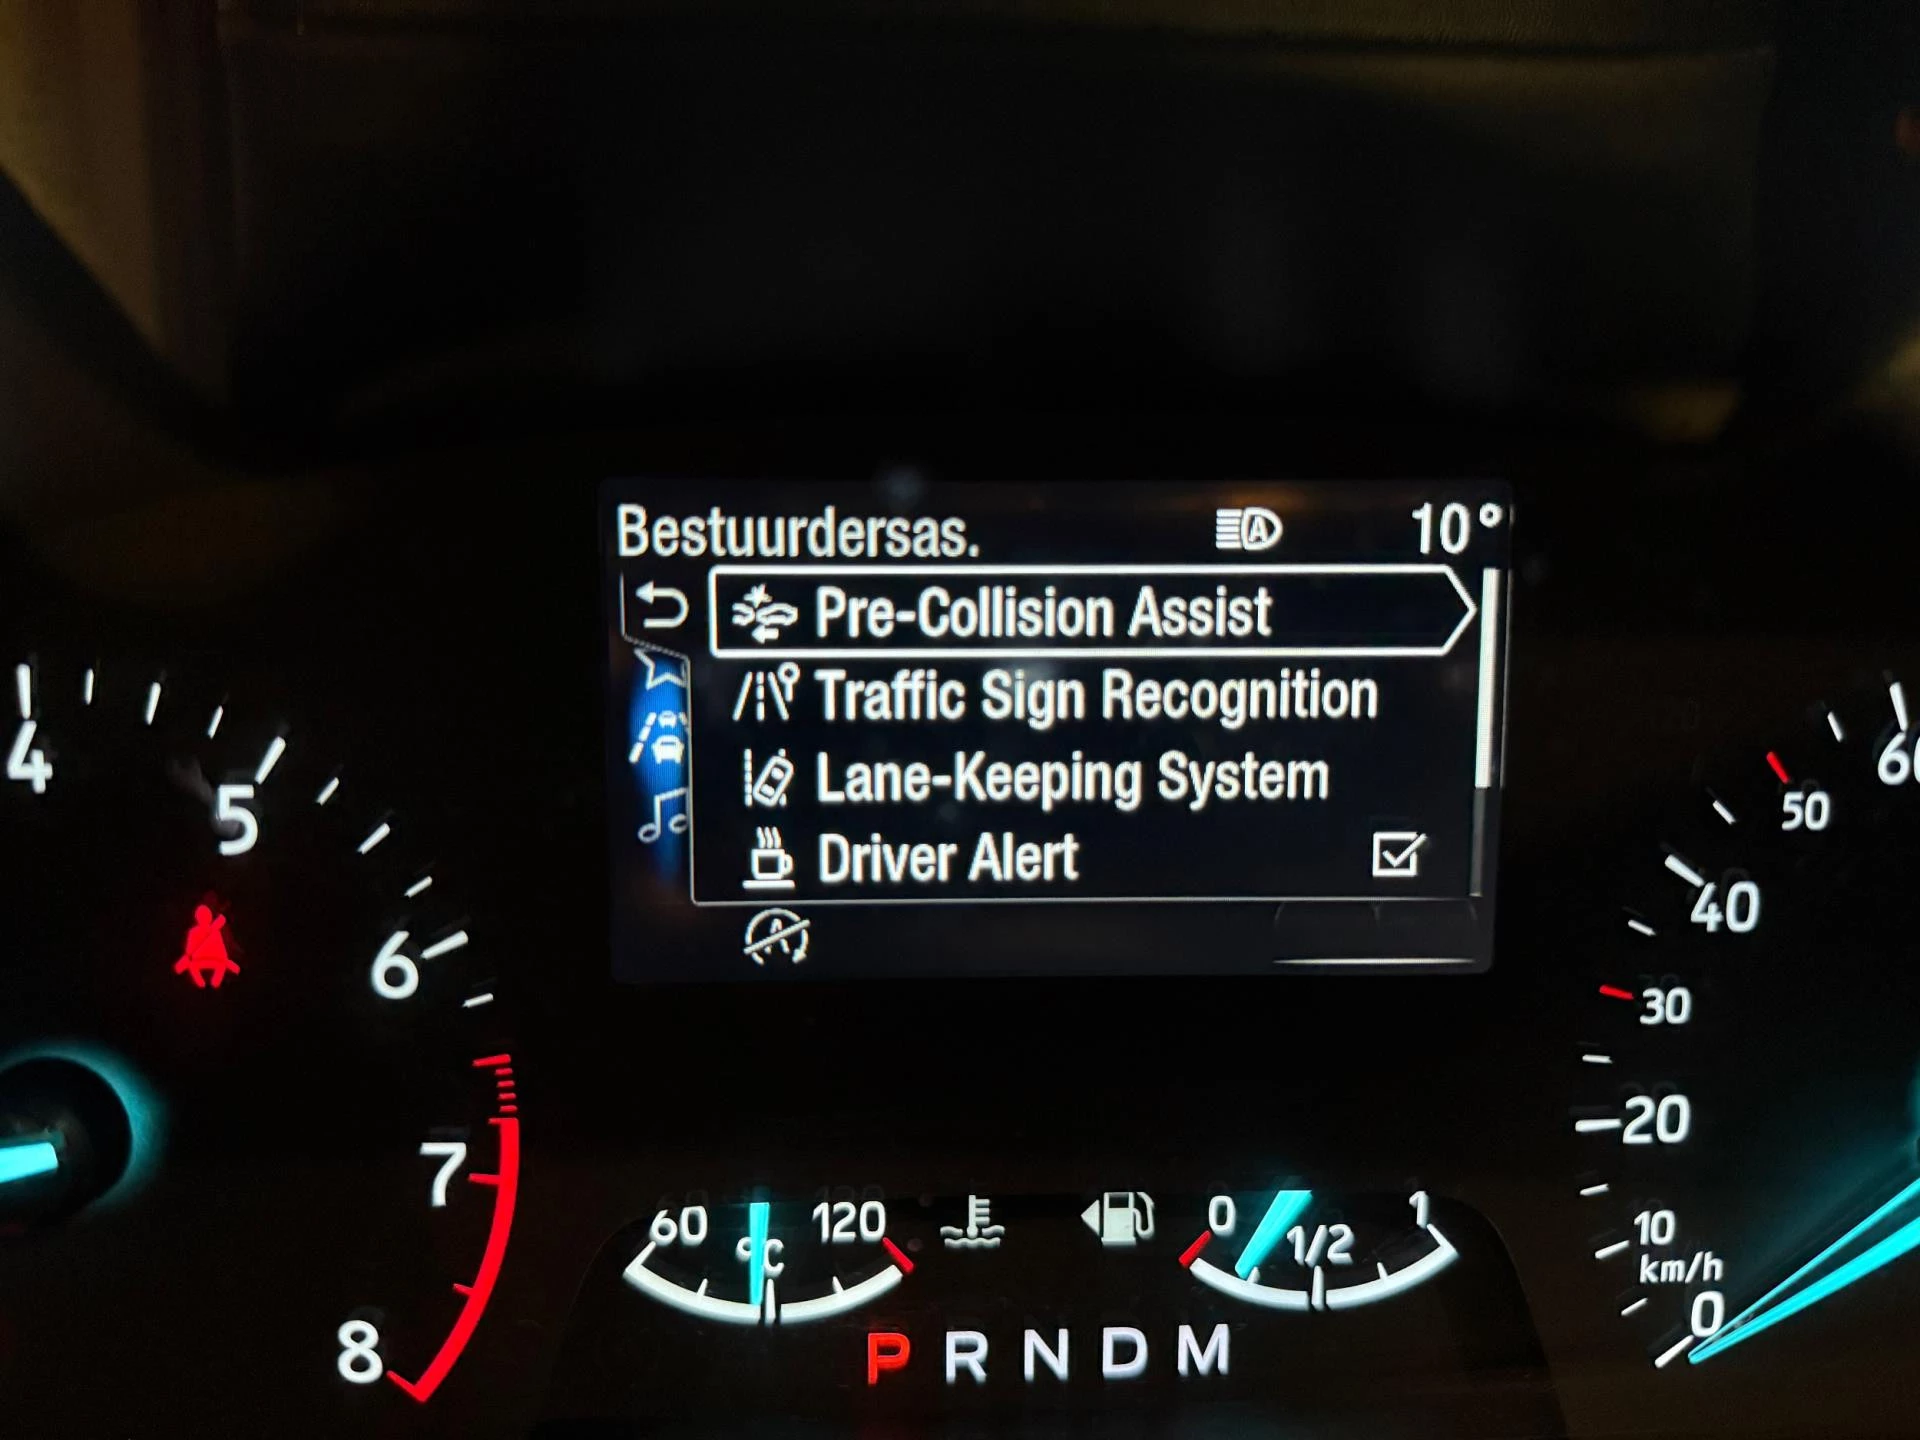 Bestuurdersas. 10°
Pre-Collision Assist
Traffic Sign Recognition
Lane-Keeping System
Driver Alert
4
5
6
7
8
60
50
40
30
20
10
km/h
0
60 °C 120
0 1/2 1
P R N D M